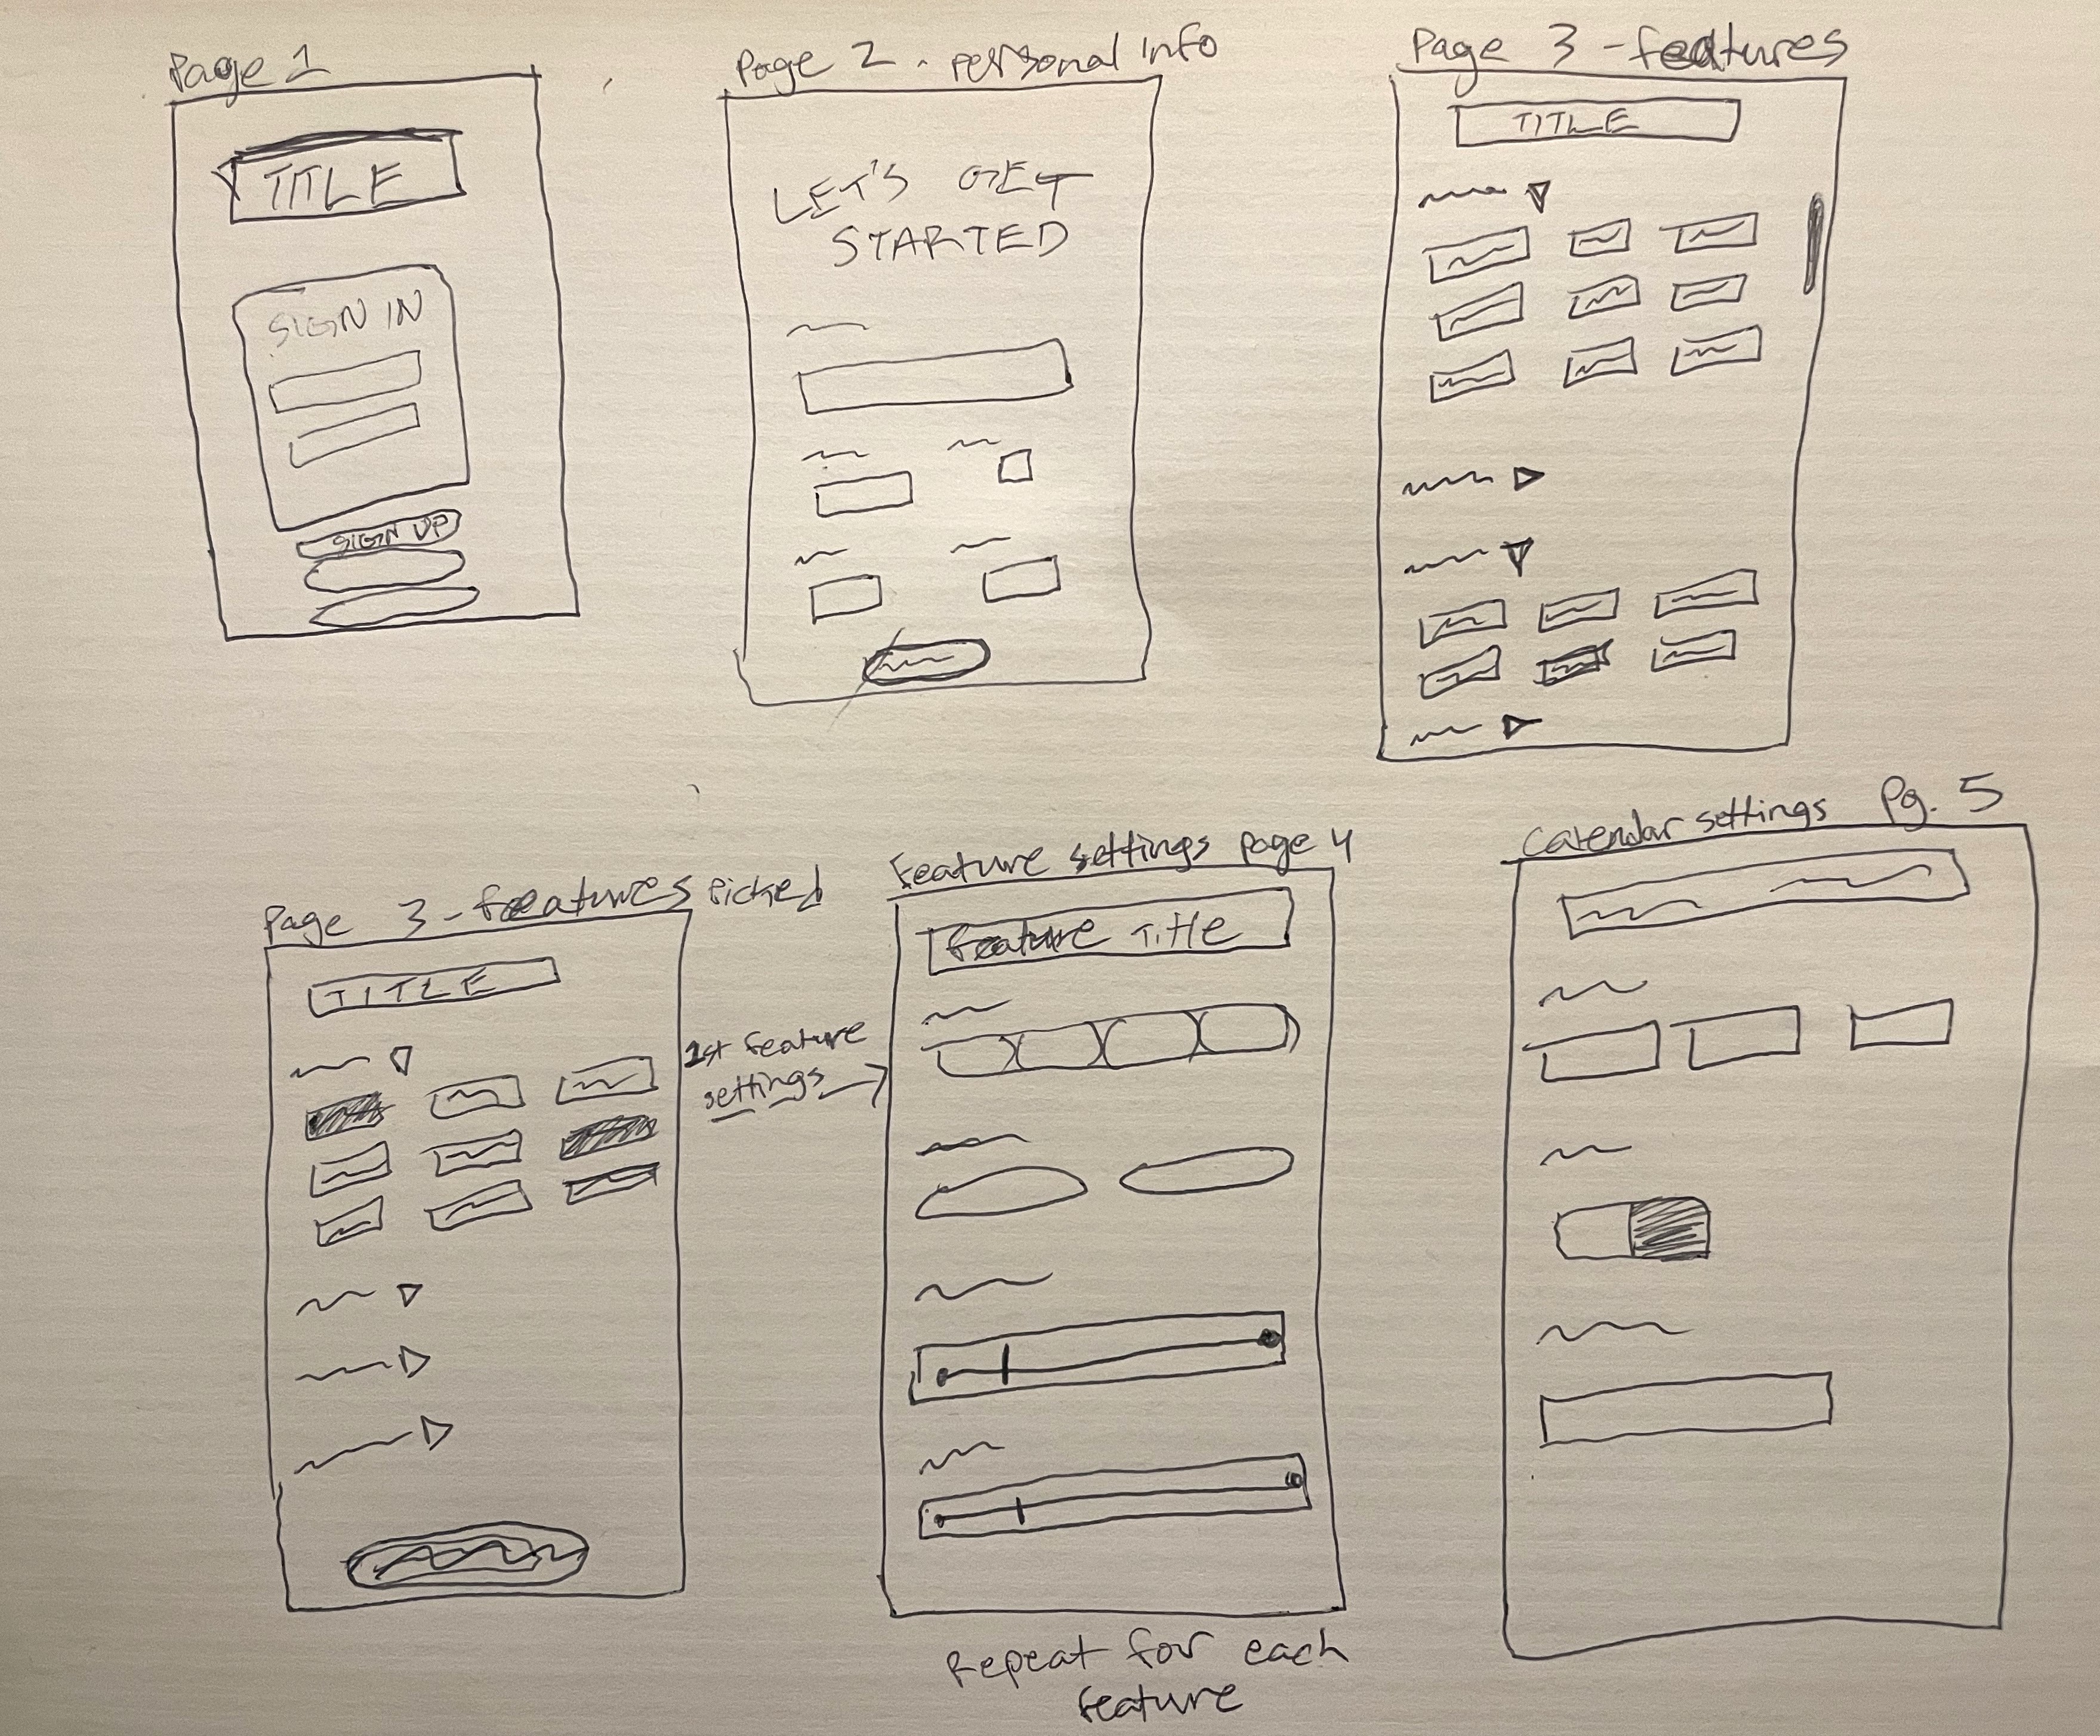 Page 1
TITLE
SIGN IN
SIGN UP
Page 2 - personal info
LET'S GET
STARTED
Page 3 - features
TITLE
Page 3 - features picked
TITLE
1st feature
settings
Feature settings page 4
Feature Title
Repeat for each
feature
Calendar settings Pg. 5